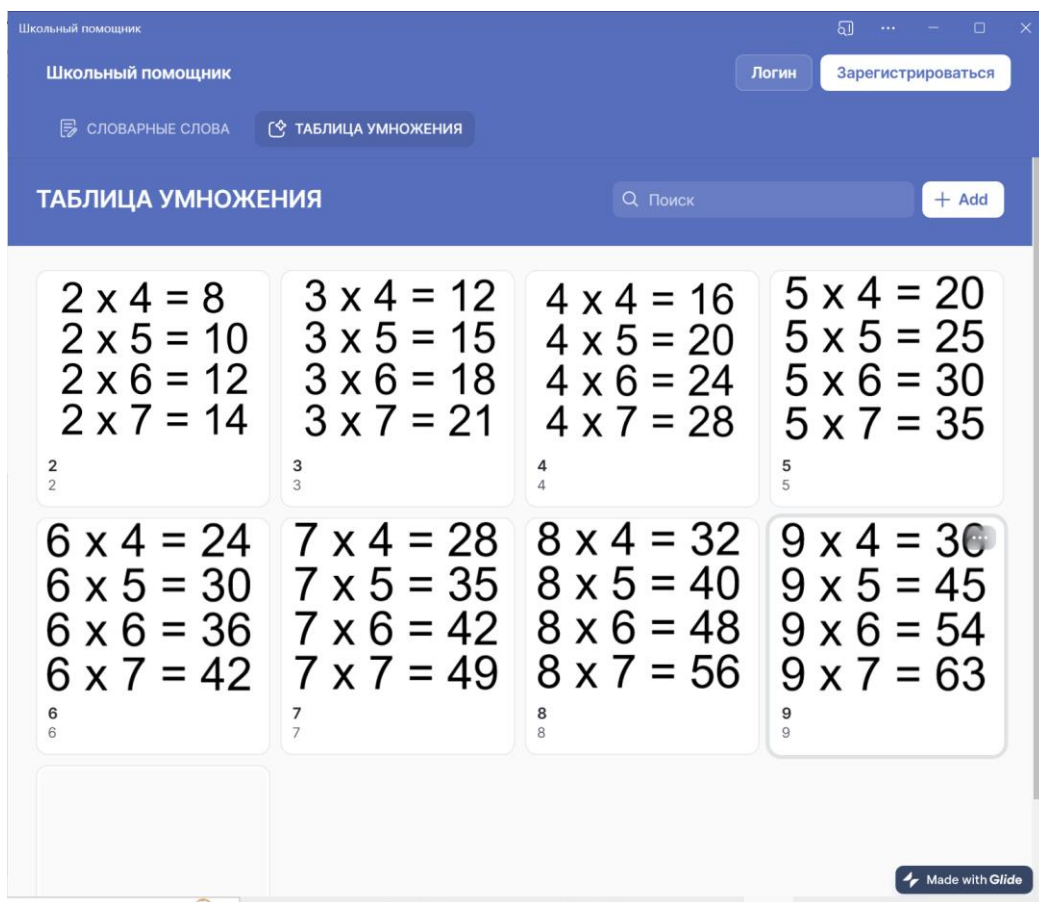 Школьный помощник
Школьный помощник
Логин
Зарегистрироваться
СЛОВАРНЫЕ СЛОВА
ТАБЛИЦА УМНОЖЕНИЯ
ТАБЛИЦА УМНОЖЕНИЯ
Поиск
+ Add
2 x 4 = 8
2 x 5 = 10
2 x 6 = 12
2 x 7 = 14
2
2
3 x 4 = 12
3 x 5 = 15
3 x 6 = 18
3 x 7 = 21
3
3
4 x 4 = 16
4 x 5 = 20
4 x 6 = 24
4 x 7 = 28
4
4
5 x 4 = 20
5 x 5 = 25
5 x 6 = 30
5 x 7 = 35
5
5
6 x 4 = 24
6 x 5 = 30
6 x 6 = 36
6 x 7 = 42
6
6
7 x 4 = 28
7 x 5 = 35
7 x 6 = 42
7 x 7 = 49
7
7
8 x 4 = 32
8 x 5 = 40
8 x 6 = 48
8 x 7 = 56
8
8
9 x 4 = 36
9 x 5 = 45
9 x 6 = 54
9 x 7 = 63
9
9
Made with Glide